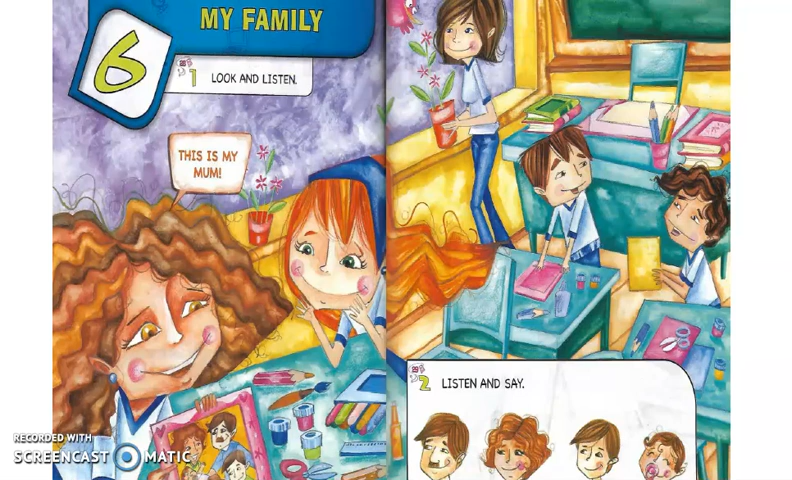 6
MY FAMILY
1 LOOK AND LISTEN.
THIS IS MY
MUM!
2 LISTEN AND SAY.
RECORDED WITH
SCREENCAST MATIC